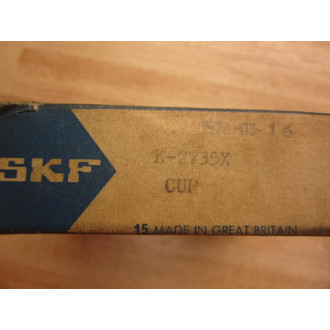 SKF
K-2735X
CUP
15 MADE IN GREAT BRITAIN